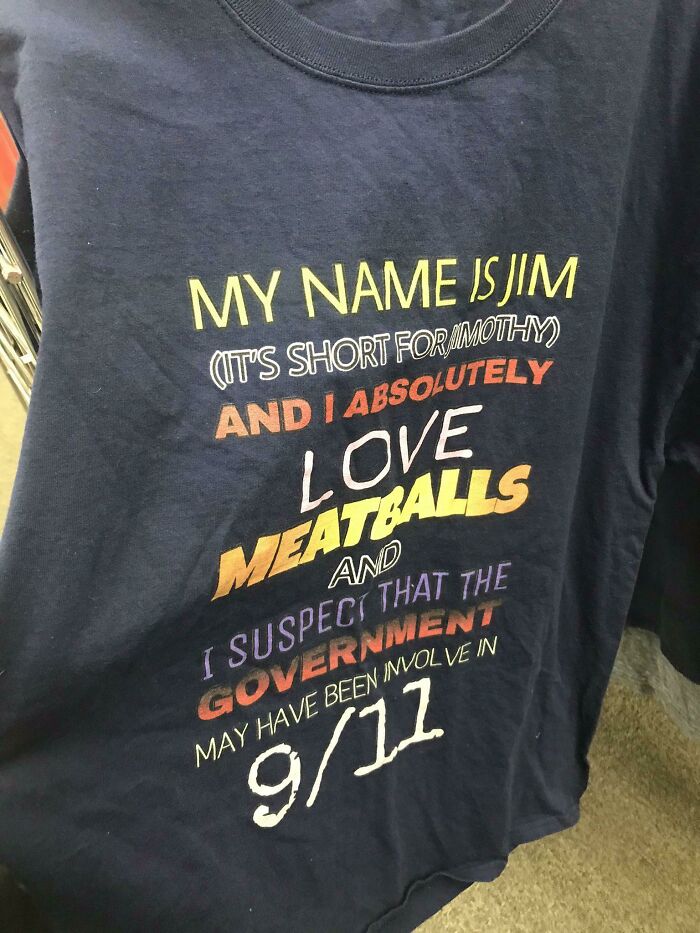 MY NAME IS JIM
(IT'S SHORT FOR JIMOTHY)
AND I ABSOLUTELY
LOVE
MEATBALLS
AND
I SUSPECT THAT THE
GOVERNMENT
MAY HAVE BEEN INVOLVE IN
9/11